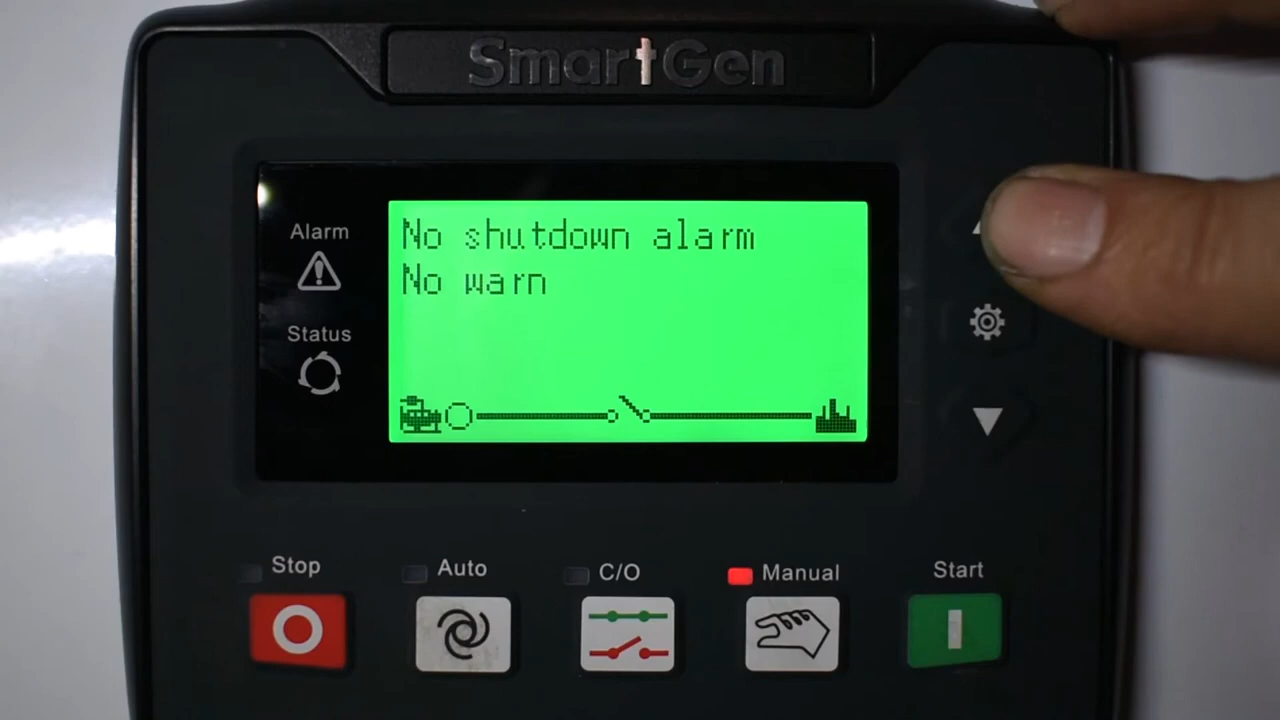 SmartGen
Alarm
Status
No shutdown alarm
No warn
Stop
Auto
C/O
Manual
Start